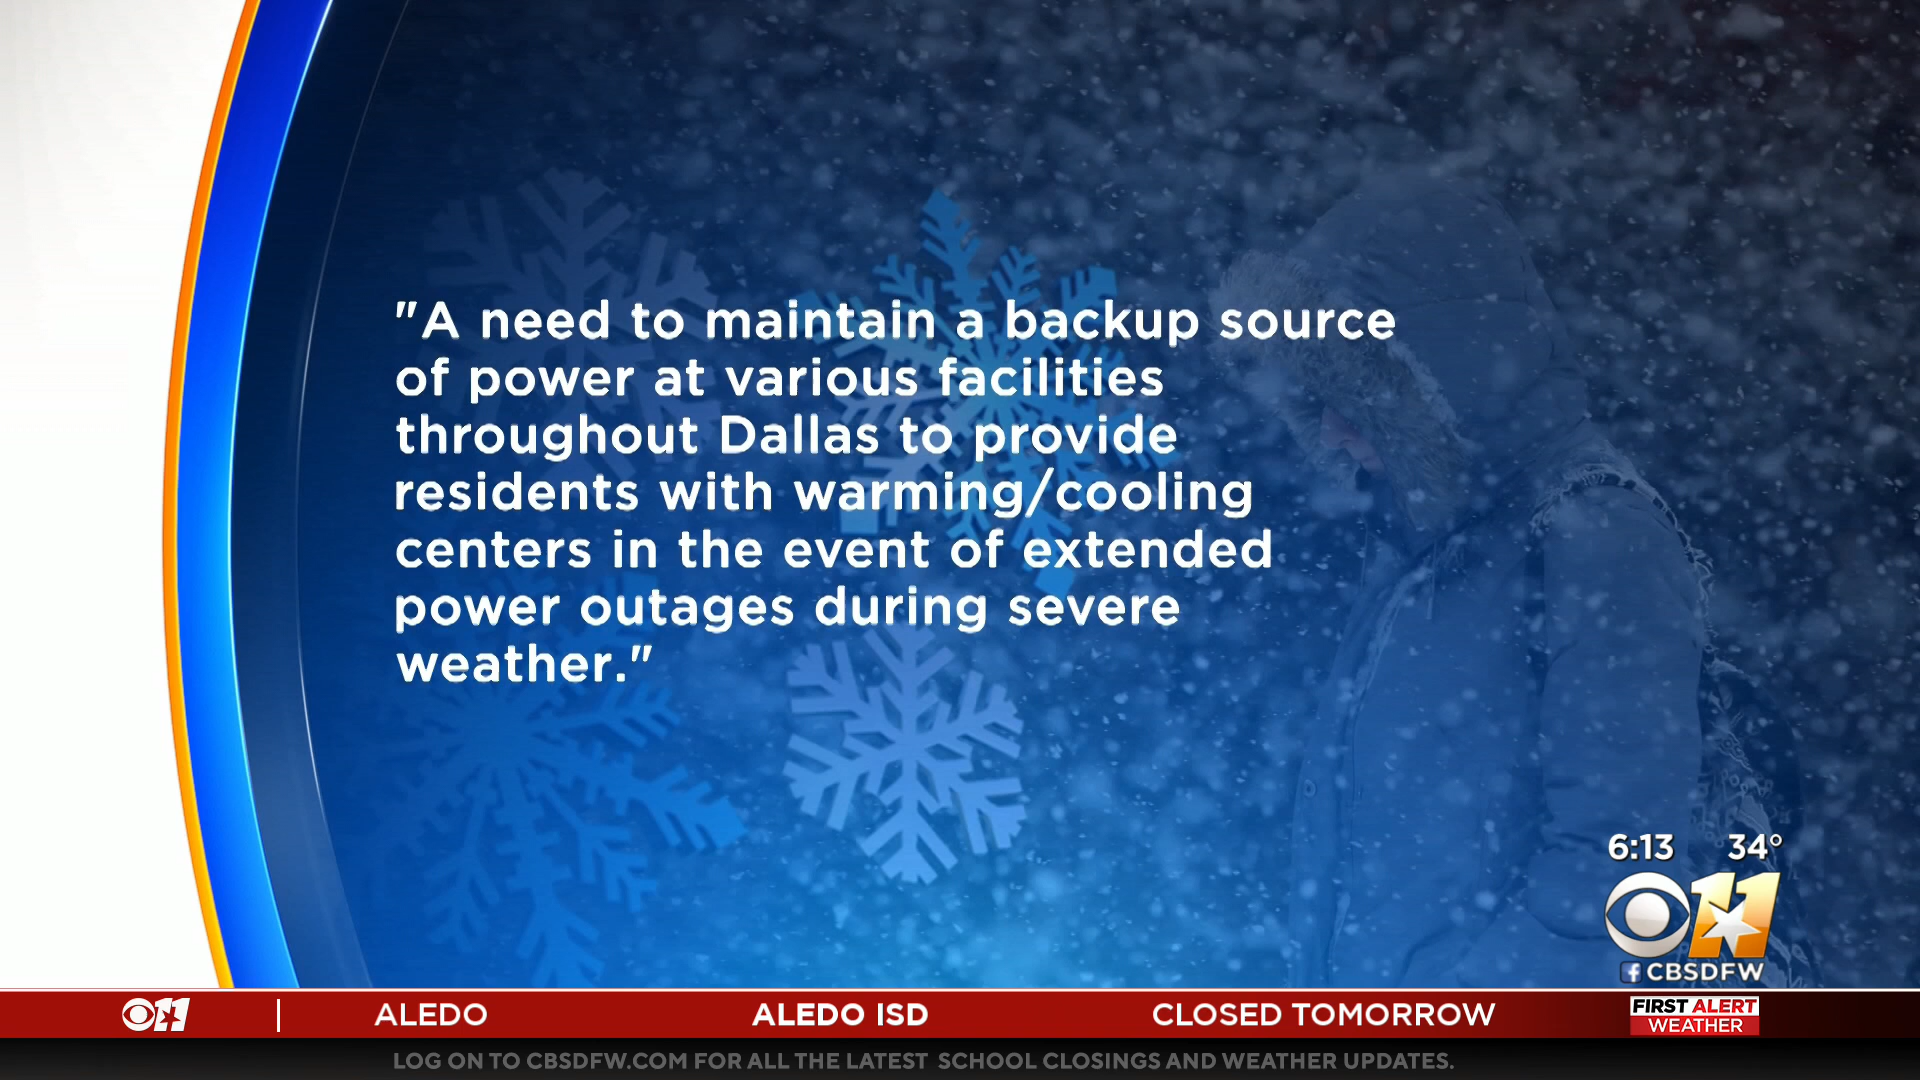 "A need to maintain a backup source
of power at various facilities
throughout Dallas to provide
residents with warming/cooling
centers in the event of extended
power outages during severe
weather."
6:13 34°
11
f CBSDFW
11 | ALEDO ALEDO ISD CLOSED TOMORROW FIRST ALERT
WEATHER
LOG ON TO CBSDFW.COM FOR ALL THE LATEST SCHOOL CLOSINGS AND WEATHER UPDATES.